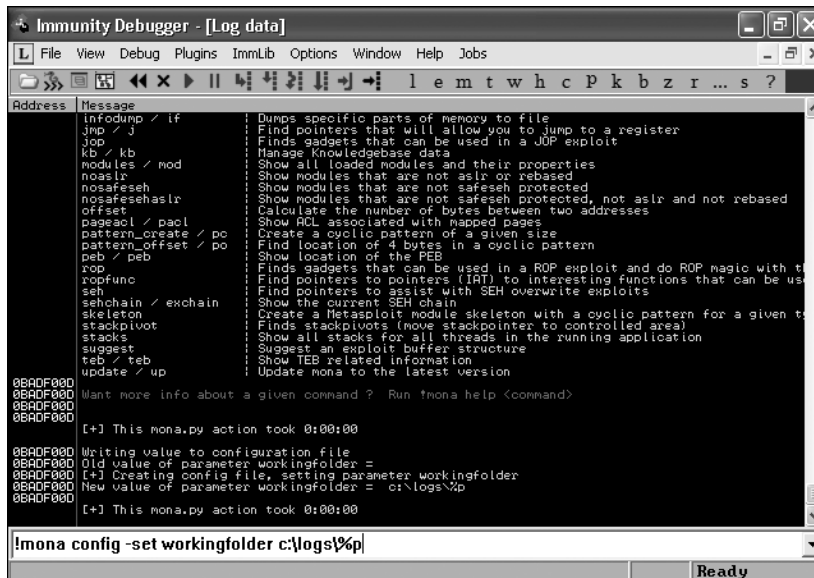 Immunity Debugger - [Log data]
L File View Debug Plugins ImmLib Options Window Help Jobs
l e m t w h c P k b z r ... s ?
Address Message
infodump / if | Dumps specific parts of memory to file
jmp / j | Find pointers that will allow you to jump to a register
jop | Finds gadgets that can be used in a JOP exploit
kb / kb | Manage Knowledgebase data
modules / mod | Show all loaded modules and their properties
noaslr | Show modules that are not aslr or rebased
nosafeseh | Show modules that are not safeseh protected
nosafesehaslr | Show modules that are not safeseh protected, not aslr and not rebased
offset | Calculate the number of bytes between two addresses
pageacl / pacl | Show ACL associated with mapped pages
pattern_create / pc | Create a cyclic pattern of a given size
pattern_offset / po | Find location of 4 bytes in a cyclic pattern
peb / peb | Show location of the PEB
rop | Finds gadgets that can be used in a ROP exploit and do ROP magic with th
ropfunc | Find pointers to pointers (IAT) to interesting functions that can be use
seh | Find pointers to assist with SEH overwrite exploits
sehchain / exchain | Show the current SEH chain
skeleton | Create a Metasploit module skeleton with a cyclic pattern for a given ty
stackpivot | Finds stackpivots (move stackpointer to controlled area)
stacks | Show all stacks for all threads in the running application
suggest | Suggest an exploit buffer structure
teb / teb | Show TEB related information
update / up | Update mona to the latest version
0BADF00D
0BADF00D Want more info about a given command ? Run !mona help <command>
0BADF00D
0BADF00D
[+] This mona.py action took 0:00:00
0BADF00D Writing value to configuration file
0BADF00D Old value of parameter workingfolder =
0BADF00D [+] Creating config file, setting parameter workingfolder
0BADF00D New value of parameter workingfolder = c:\logs\%p
0BADF00D
[+] This mona.py action took 0:00:00
!mona config -set workingfolder c:\logs\%p
Ready